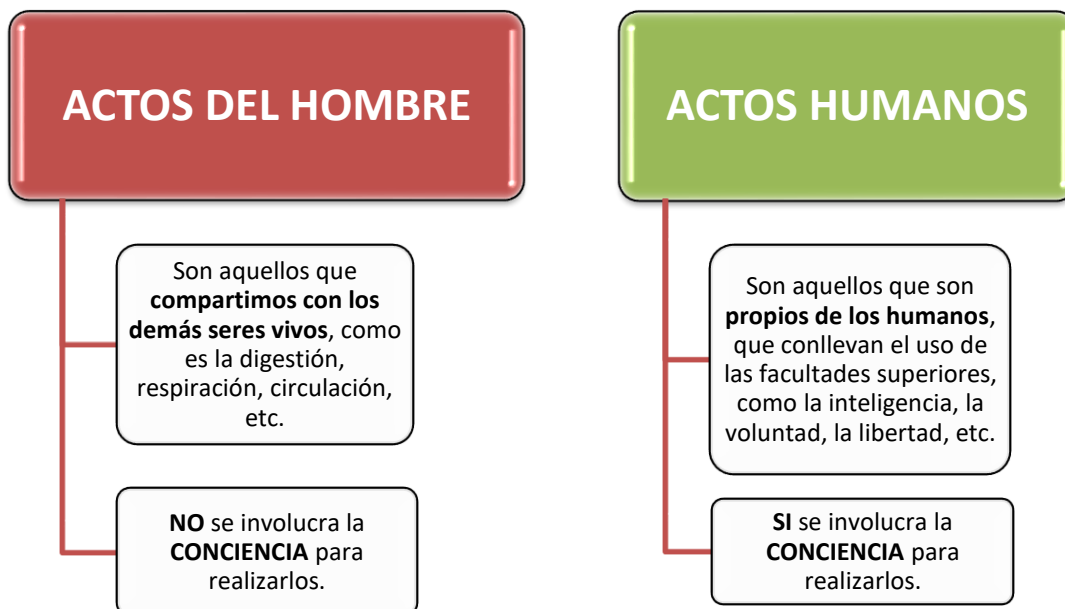 ACTOS DEL HOMBRE
Son aquellos que
compartimos con los
demás seres vivos, como
es la digestión,
respiración, circulación,
etc.
NO se involucra la
CONCIENCIA para
realizarlos.
ACTOS HUMANOS
Son aquellos que son
propios de los humanos,
que conllevan el uso de
las facultades superiores,
como la inteligencia, la
voluntad, la libertad, etc.
SI se involucra la
CONCIENCIA para
realizarlos.